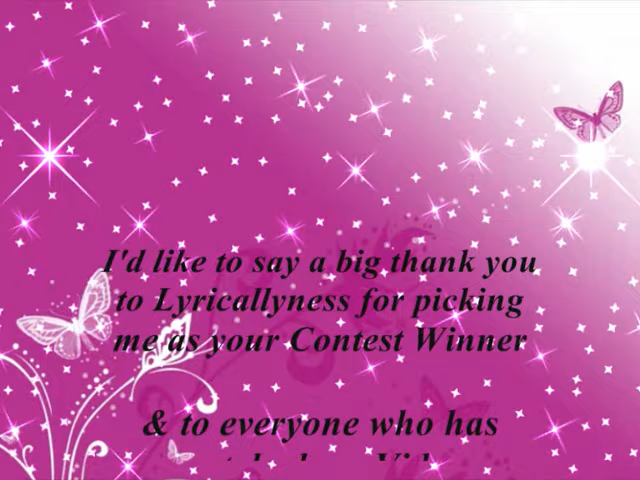 I'd like to say a big thank you
to Lyricallyness for picking
me as your Contest Winner
& to everyone who has